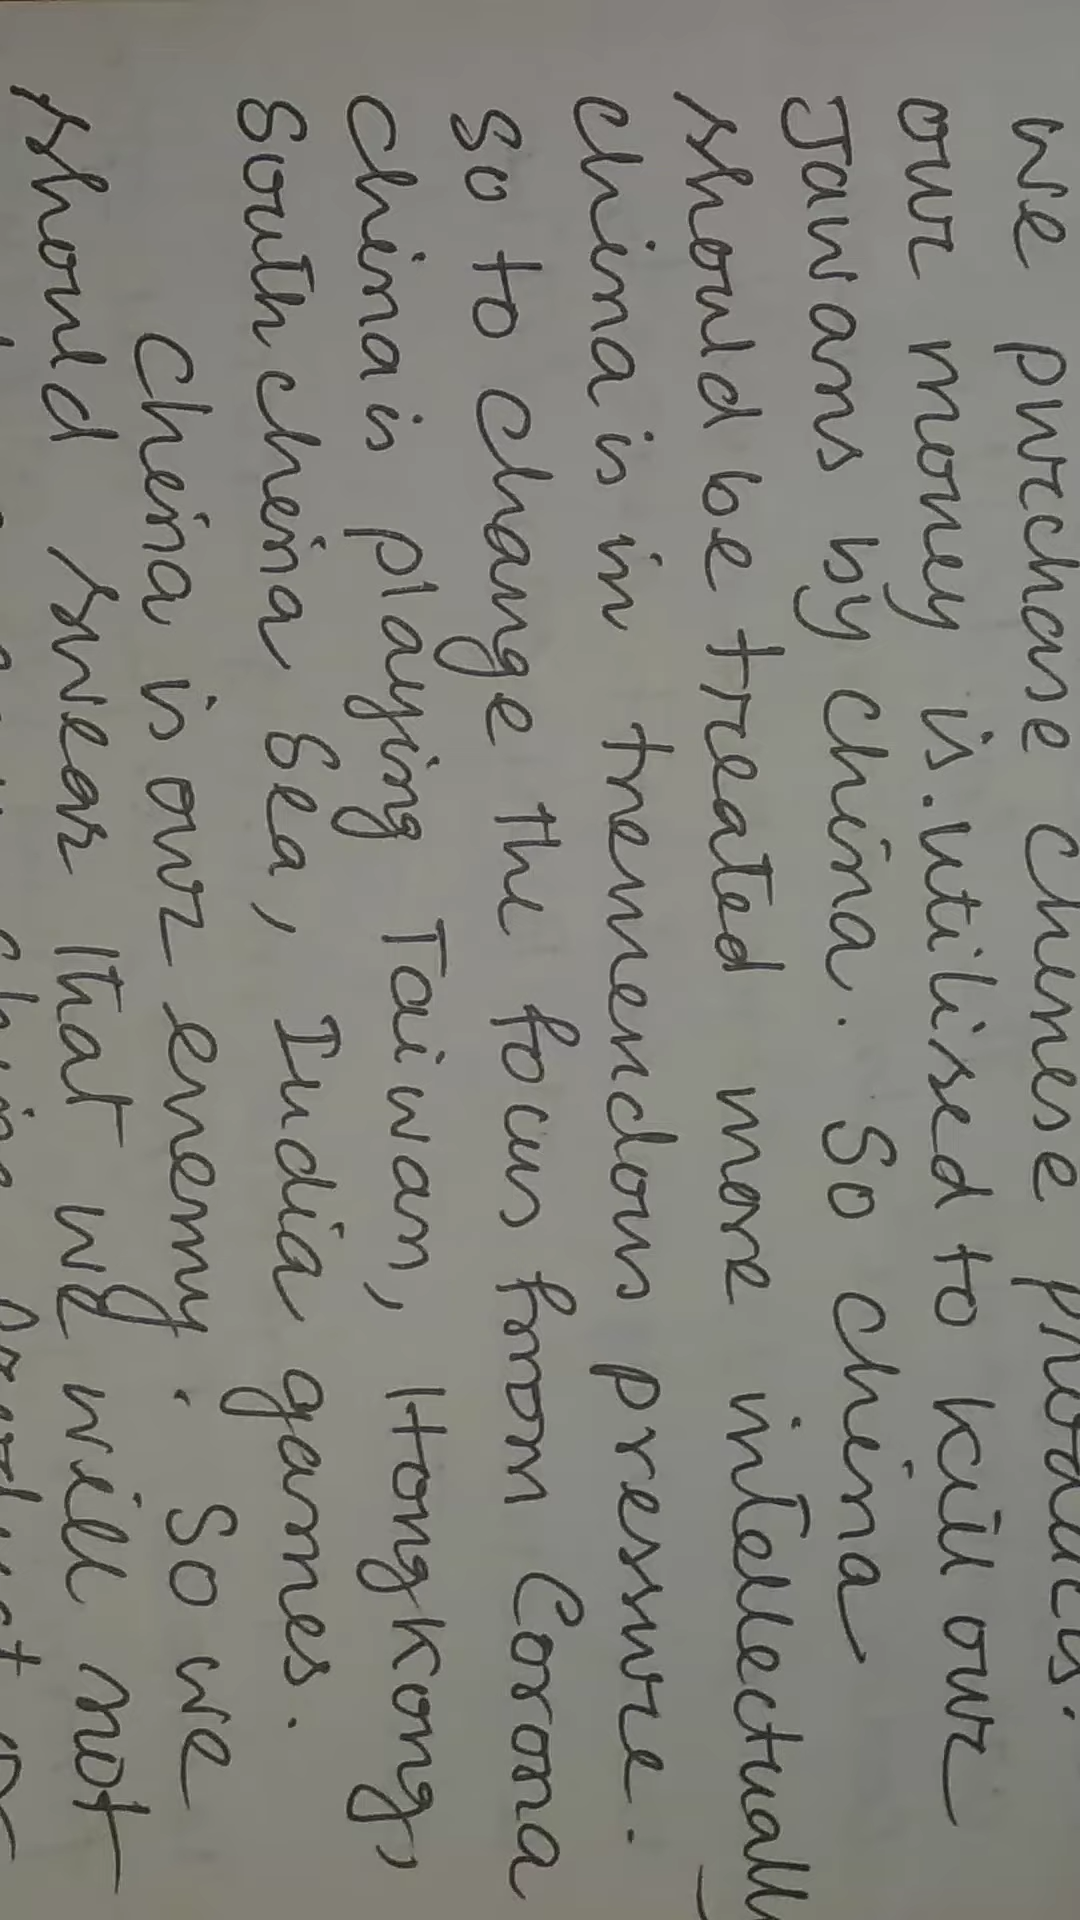 we purchase Chinese products.
our money is utilised to kill our
Jawans by China. So China
should be treated more intellectually
China is in tremendous pressure.
So to change the focus from Corona
China is playing Taiwan, Hongkong,
South China Sea, India games.
China is our enemy. So we
should swear that we will not